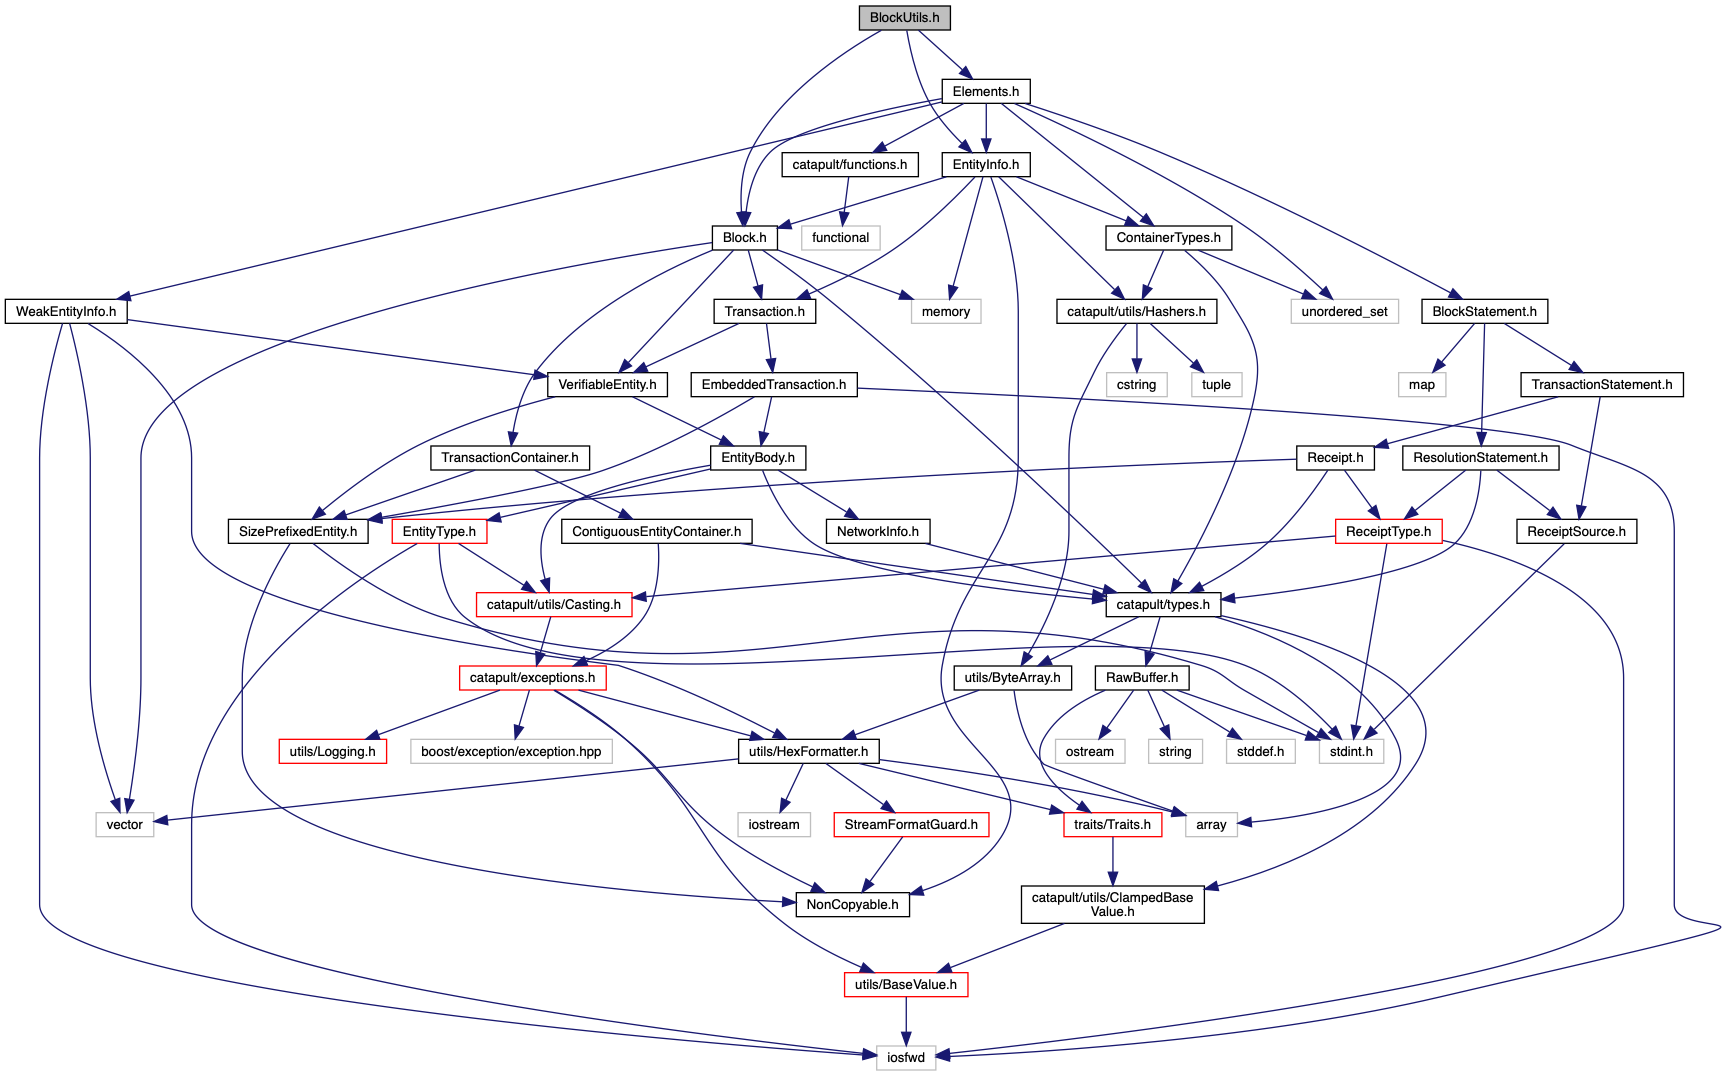 BlockUtils.h
Elements.h
catapult/functions.h
EntityInfo.h
Block.h
functional
ContainerTypes.h
WeakEntityInfo.h
Transaction.h
memory
catapult/utils/Hashers.h
unordered_set
BlockStatement.h
VerifiableEntity.h
EmbeddedTransaction.h
cstring
tuple
map
TransactionStatement.h
TransactionContainer.h
EntityBody.h
Receipt.h
ResolutionStatement.h
SizePrefixedEntity.h
EntityType.h
ContiguousEntityContainer.h
NetworkInfo.h
ReceiptType.h
ReceiptSource.h
catapult/utils/Casting.h
catapult/types.h
catapult/exceptions.h
utils/ByteArray.h
RawBuffer.h
utils/Logging.h
boost/exception/exception.hpp
utils/HexFormatter.h
ostream
string
stddef.h
stdint.h
vector
iostream
StreamFormatGuard.h
traits/Traits.h
array
NonCopyable.h
catapult/utils/ClampedBase
Value.h
utils/BaseValue.h
iosfwd